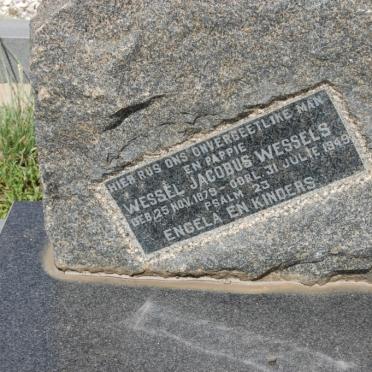 HIER RUS ONS ONVERGEETLIKE MAN
EN PAPPIE
WESSEL JACOBUS WESSELS
GEB. 25 NOV. 1879 - OORL. 31 JULIE 1949
PSALM 23
ENGELA EN KINDERS